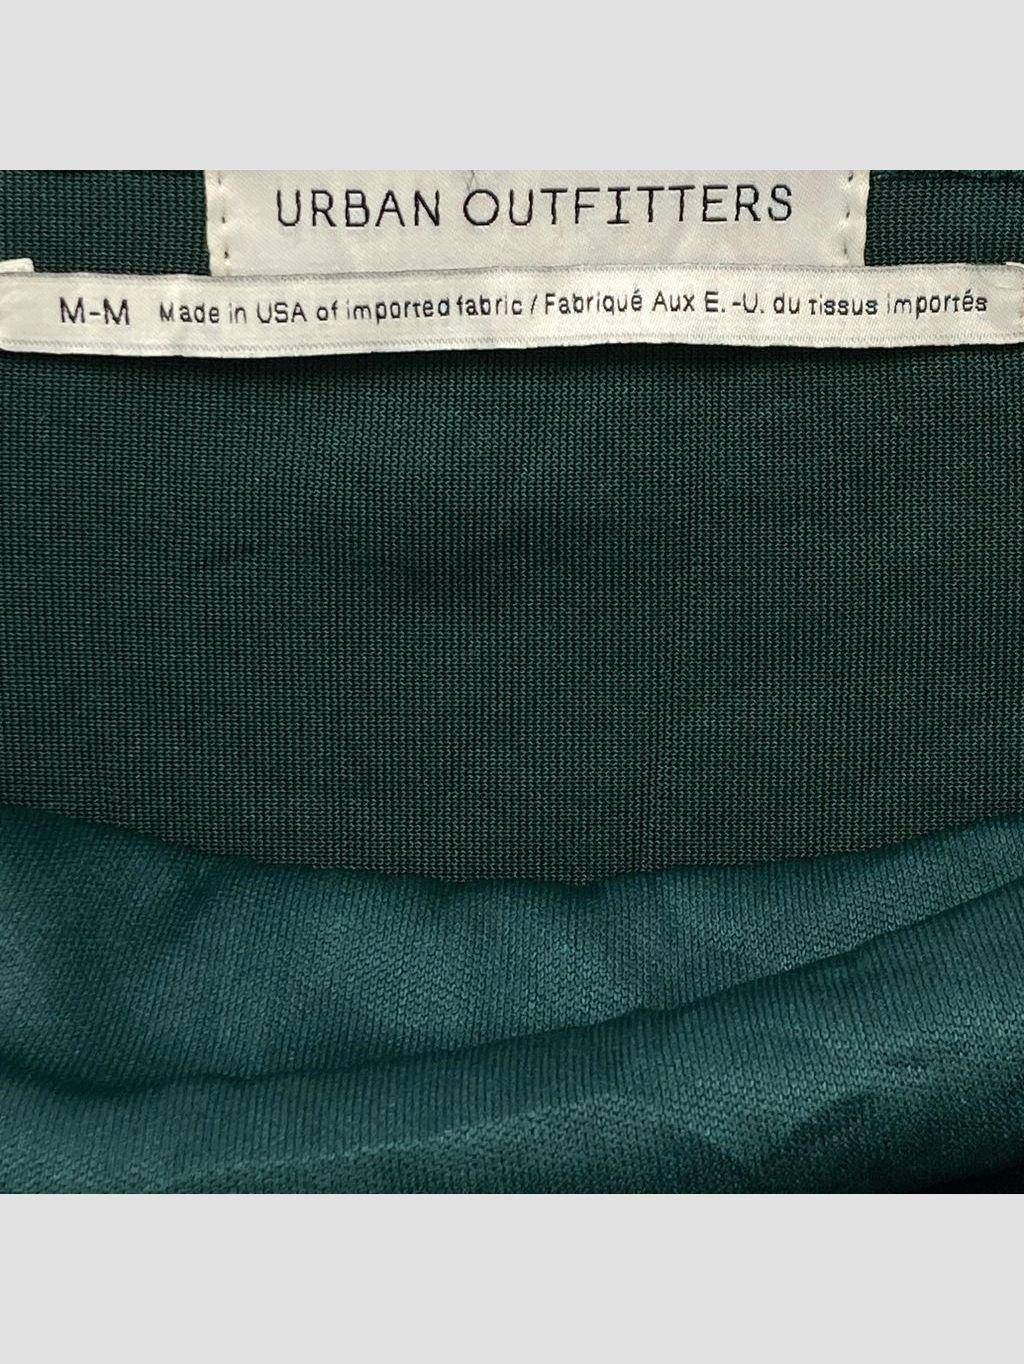 URBAN OUTFITTERS
M-M Made in USA of imported fabric / Fabriqué Aux E. -U. du tissus importés